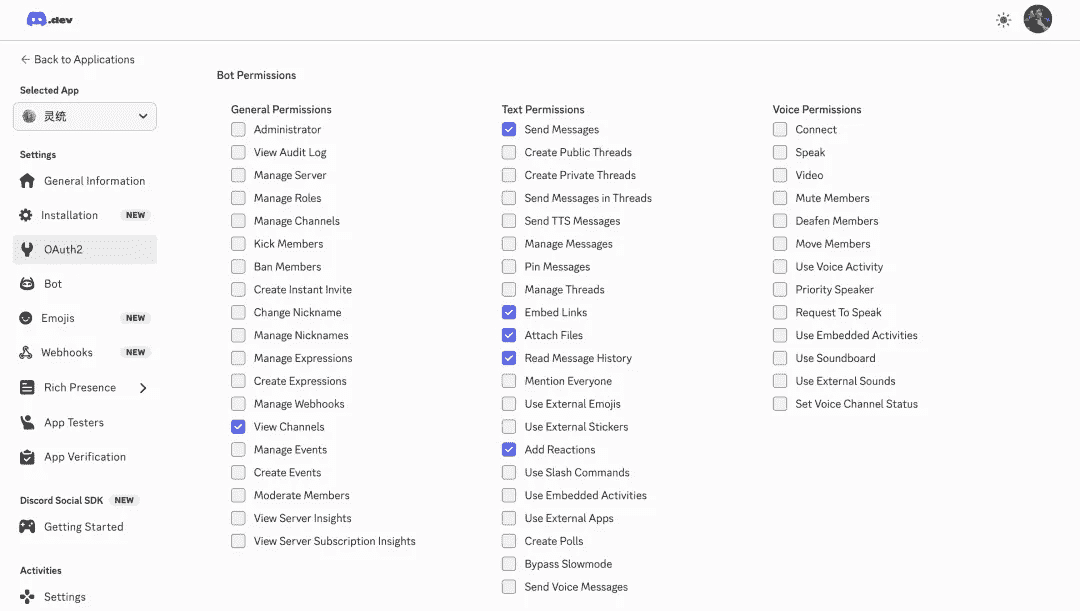 .dev
Back to Applications
Selected App
灵统
Settings
General Information
Installation NEW
OAuth2
Bot
Emojis NEW
Webhooks NEW
Rich Presence
App Testers
App Verification
Discord Social SDK NEW
Getting Started
Activities
Settings
Bot Permissions
General Permissions
Administrator
View Audit Log
Manage Server
Manage Roles
Manage Channels
Kick Members
Ban Members
Create Instant Invite
Change Nickname
Manage Nicknames
Manage Expressions
Create Expressions
Manage Webhooks
View Channels
Manage Events
Create Events
Moderate Members
View Server Insights
View Server Subscription Insights
Text Permissions
Send Messages
Create Public Threads
Create Private Threads
Send Messages in Threads
Send TTS Messages
Manage Messages
Pin Messages
Manage Threads
Embed Links
Attach Files
Read Message History
Mention Everyone
Use External Emojis
Use External Stickers
Add Reactions
Use Slash Commands
Use Embedded Activities
Use External Apps
Create Polls
Bypass Slowmode
Send Voice Messages
Voice Permissions
Connect
Speak
Video
Mute Members
Deafen Members
Move Members
Use Voice Activity
Priority Speaker
Request To Speak
Use Embedded Activities
Use Soundboard
Use External Sounds
Set Voice Channel Status